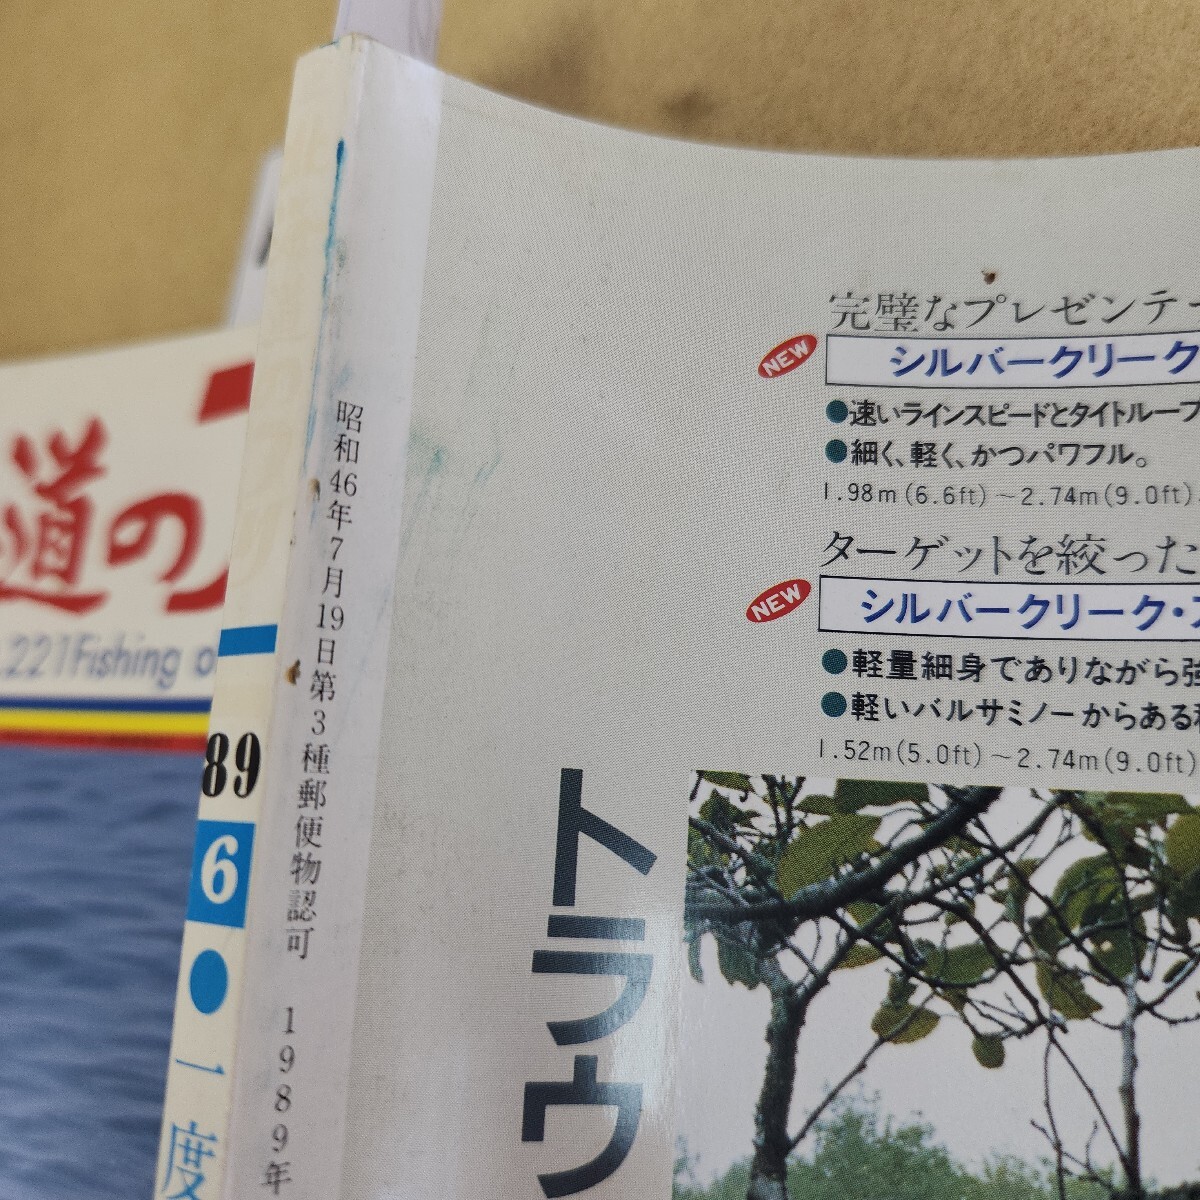 道の
.221Fishing o
89
6
●一度
昭和46年7月19日第3種郵便物認可 1989年
完璧なプレゼンテー
NEW
シルバークリーク
●速いラインスピードとタイトループ
●細く、軽く、かつパワフル。
1.98m(6.6ft)～2.74m(9.0ft)
ターゲットを絞った
NEW
シルバークリーク・ス
●軽量細身でありながら強
●軽いバルサミノーからある程
1.52m(5.0ft)～2.74m(9.0ft)
トラウ